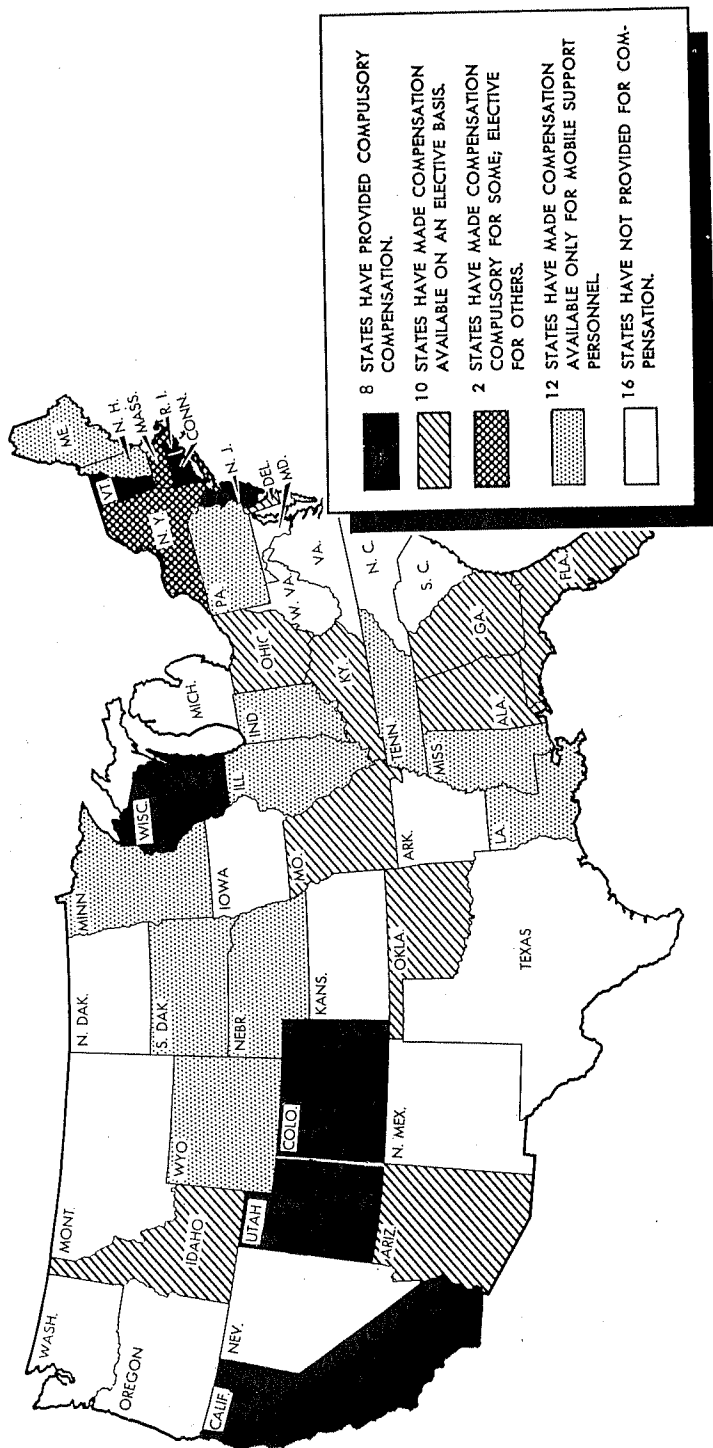 WASH.
OREGON
CALIF.
NEV.
IDAHO
MONT.
WYO
UTAH
ARIZ.
COLO.
N. MEX.
N. DAK.
S. DAK
NEBR
KANS.
OKLA.
TEXAS
MINN
IOWA
MO.
ARK.
LA.
WISC.
ILL.
MICH.
IND
OHIO
KY.
TENN.
MISS
ALA.
GA.
FLA.
S. C.
N. C.
VA.
W. VA.
PA.
N. Y.
VT.
ME.
N. H.
MASS.
R. I.
CONN.
N. J.
DEL.
MD.
8 STATES HAVE PROVIDED COMPULSORY
COMPENSATION.
10 STATES HAVE MADE COMPENSATION
AVAILABLE ON AN ELECTIVE BASIS.
2 STATES HAVE MADE COMPENSATION
COMPULSORY FOR SOME; ELECTIVE
FOR OTHERS.
12 STATES HAVE MADE COMPENSATION
AVAILABLE ONLY FOR MOBILE SUPPORT
PERSONNEL.
16 STATES HAVE NOT PROVIDED FOR COM-
PENSATION.